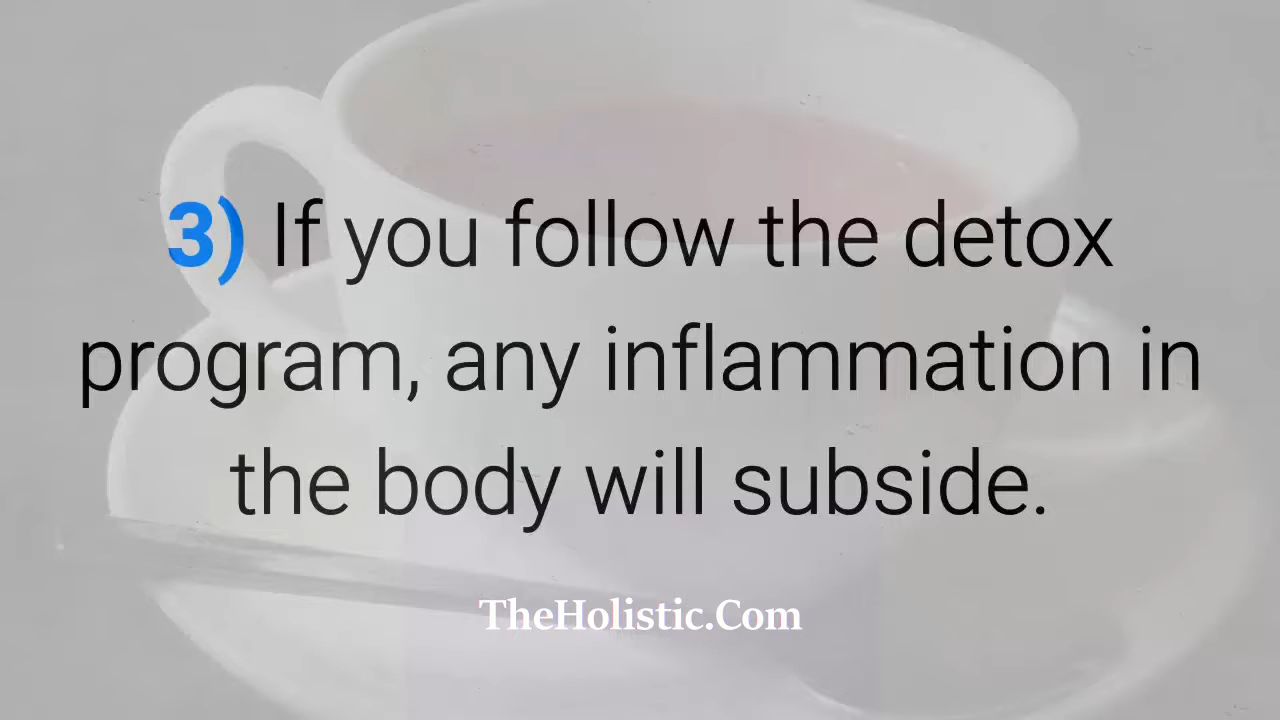 3) If you follow the detox
program, any inflammation in
the body will subside.
TheHolistic.Com